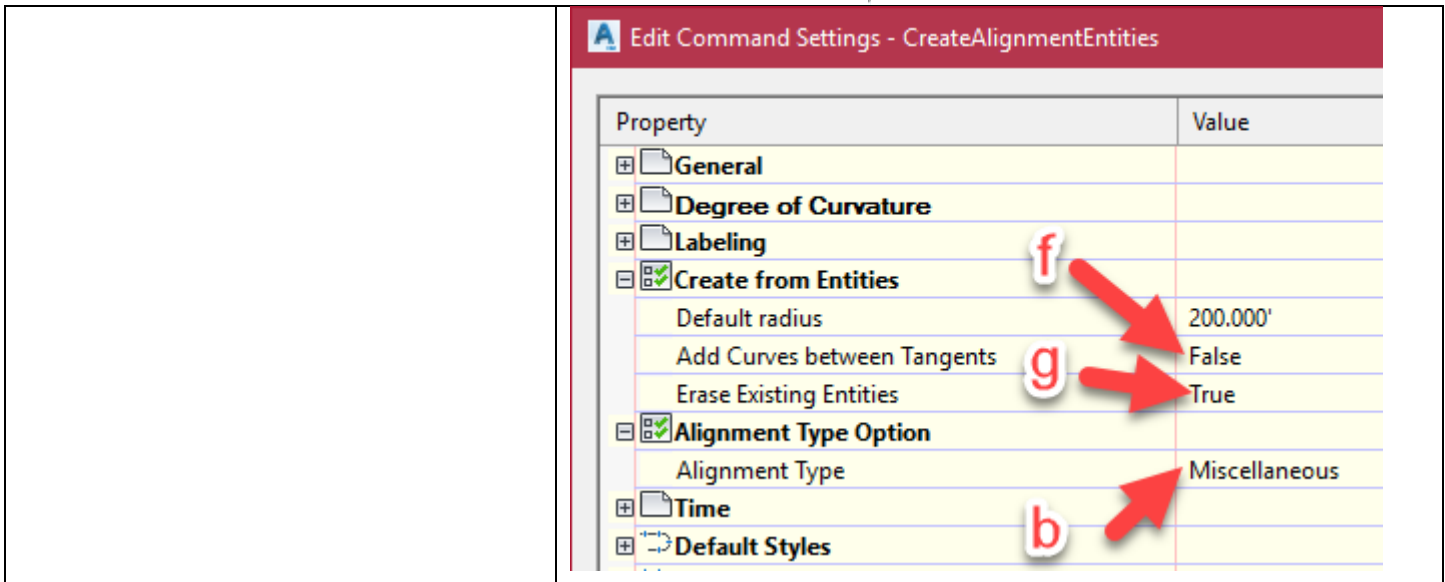 Edit Command Settings - CreateAlignmentEntities
Property Value
General
Degree of Curvature
Labeling
f
Create from Entities
Default radius 200.000'
Add Curves between Tangents False
g
Erase Existing Entities True
Alignment Type Option
Alignment Type Miscellaneous
Time
b
Default Styles